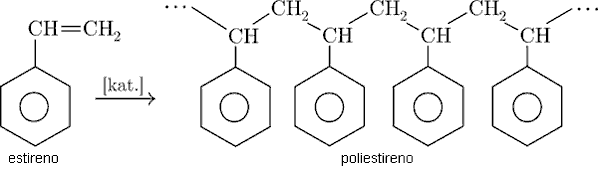 ··· CH₂ CH₂ CH₂ ···
CH=CH₂ CH CH CH CH
[kat.]
estireno poliestireno